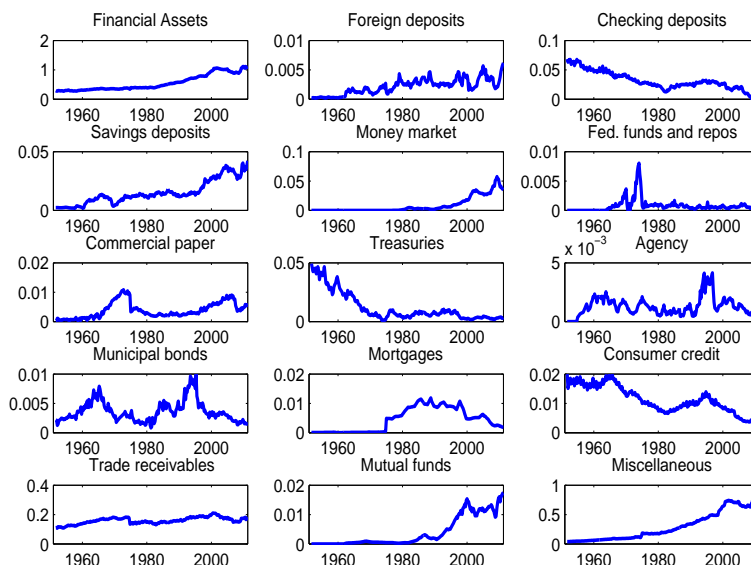 Financial Assets
2
1
0
1960 1980 2000
Foreign deposits
0.01
0.005
0
1960 1980 2000
Checking deposits
0.1
0.05
0
1960 1980 2000
Savings deposits
0.05
0
1960 1980 2000
Money market
0.1
0.05
0
1960 1980 2000
Fed. funds and repos
0.01
0.005
0
1960 1980 2000
Commercial paper
0.02
0.01
0
1960 1980 2000
Treasuries
0.05
0
1960 1980 2000
Agency
x 10⁻³
5
0
1960 1980 2000
Municipal bonds
0.01
0.005
0
1960 1980 2000
Mortgages
0.02
0.01
0
1960 1980 2000
Consumer credit
0.02
0.01
0
1960 1980 2000
Trade receivables
0.4
0.2
0
1960 1980 2000
Mutual funds
0.02
0.01
0
1960 1980 2000
Miscellaneous
1
0.5
0
1960 1980 2000